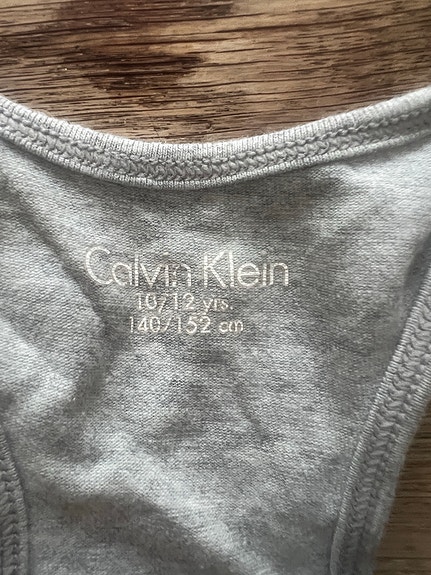 Calvin Klein
10/12 yrs.
140/152 cm